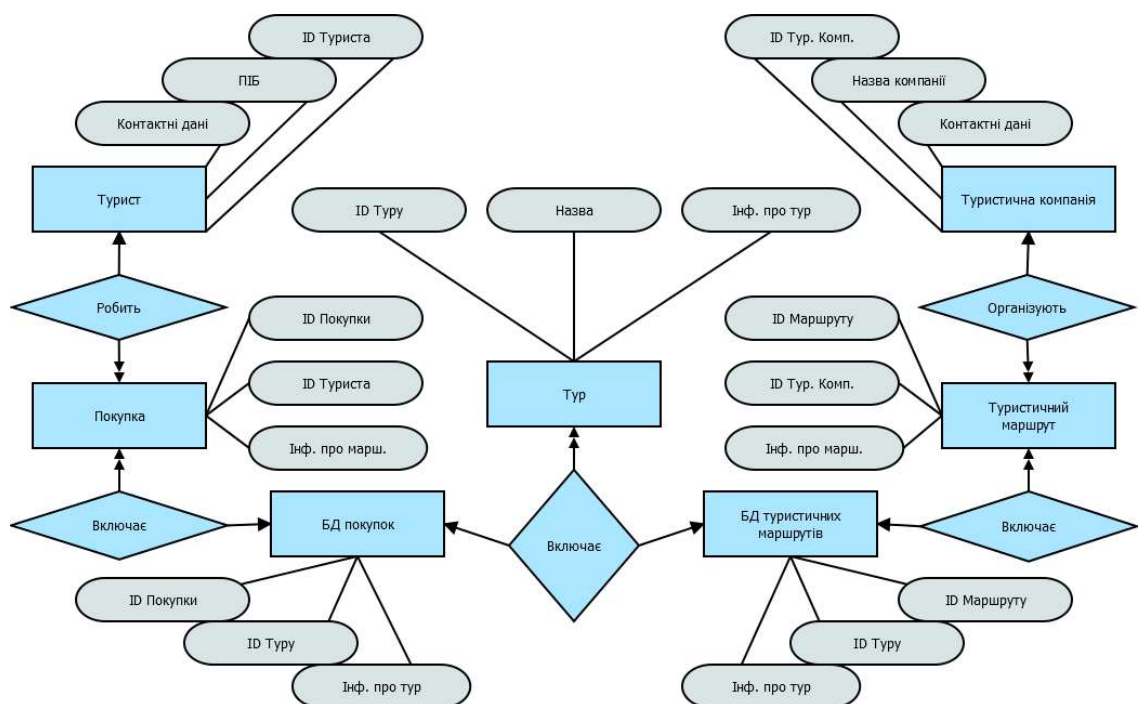 ID Туриста
ПІБ
Контактні дані
Турист
ID Тур. Комп.
Назва компанії
Контактні дані
Туристична компанія
ID Туру
Назва
Інф. про тур
Робить
Організують
ID Покупки
ID Туриста
Інф. про марш.
Покупка
Тур
ID Маршруту
ID Тур. Комп.
Інф. про марш.
Туристичний
маршрут
Включає
БД покупок
Включає
БД туристичних
маршрутів
Включає
ID Покупки
ID Туру
Інф. про тур
ID Маршруту
ID Туру
Інф. про тур